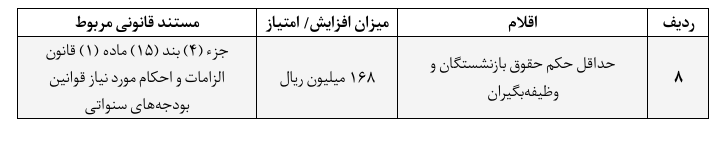 ردیف	اقلام	میزان افزایش/ امتیاز	مستند قانونی مربوط
۸	حداقل حکم حقوق بازنشستگان و وظیفه‌بگیران	۱۶۸ میلیون ریال	جزء (۴) بند (۱۵) ماده (۱) قانون الزامات و احکام مورد نیاز قوانین بودجه‌های سنواتی